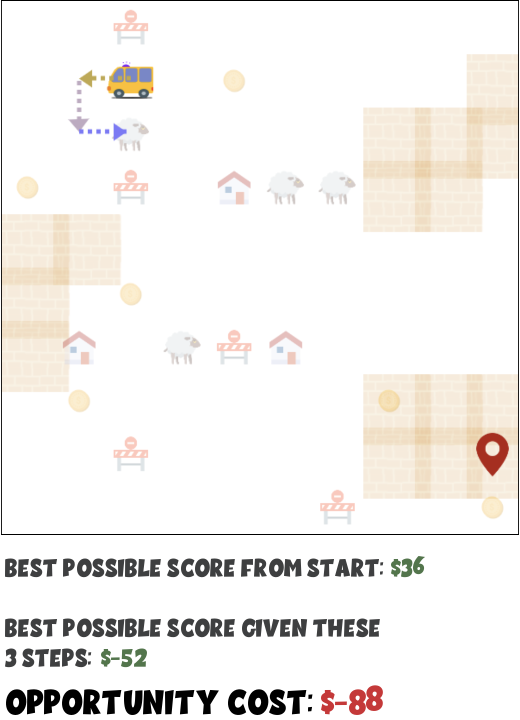 BEST POSSIBLE SCORE FROM START: $36
BEST POSSIBLE SCORE GIVEN THESE
3 STEPS: $-52
OPPORTUNITY COST: $-88